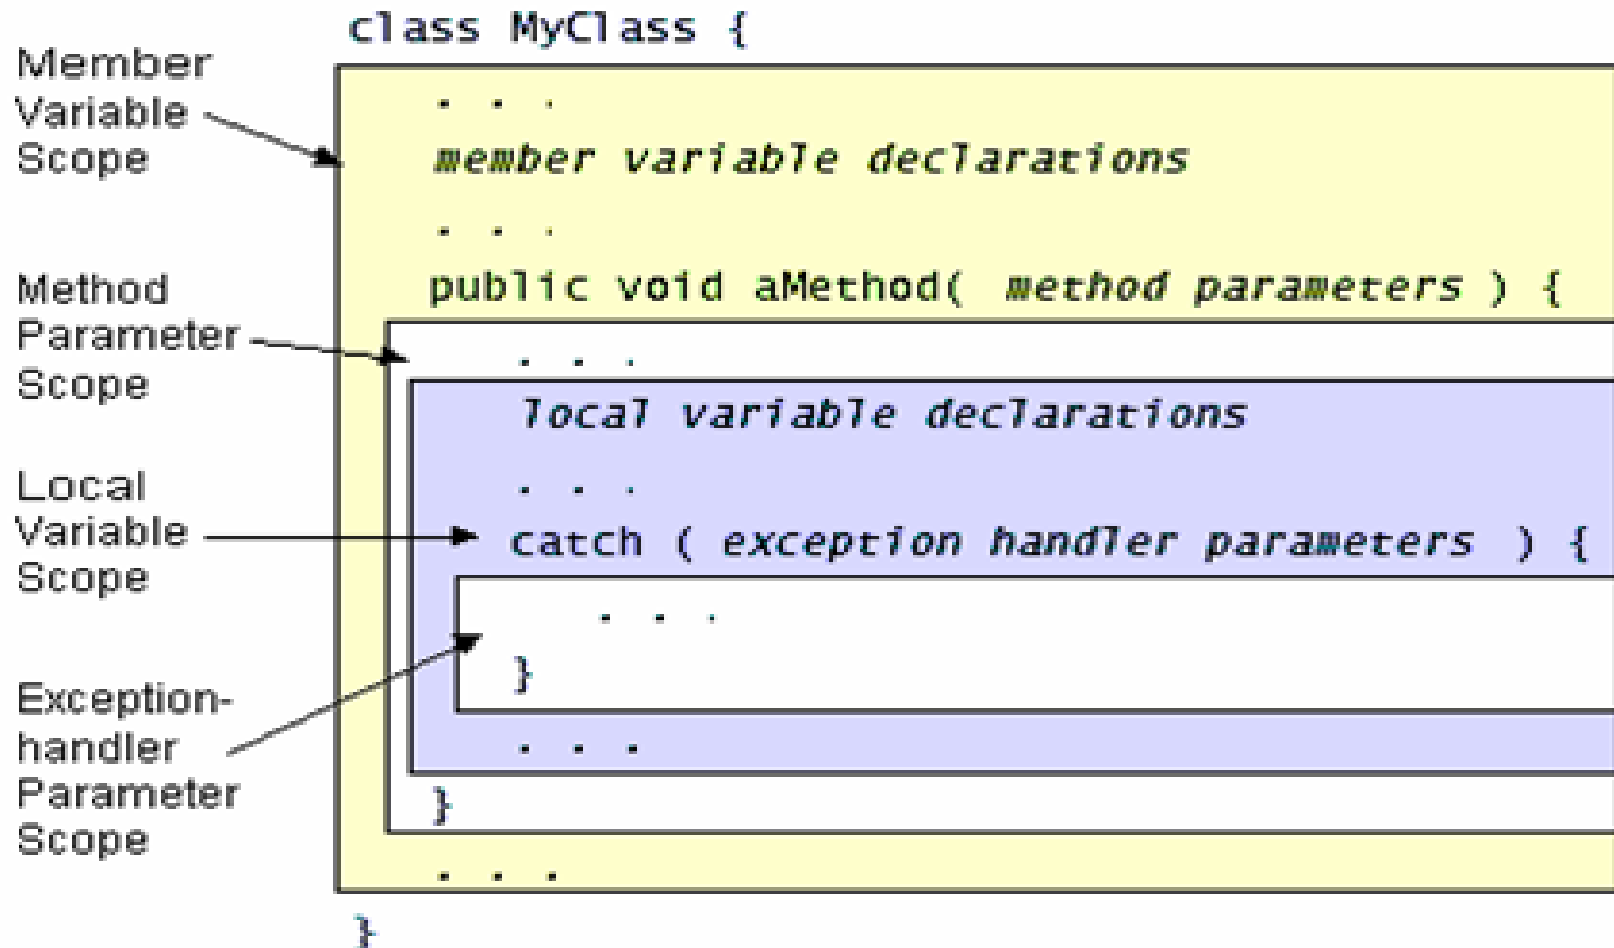 class MyClass {
Member
Variable
Scope
. . .
member variable declarations
. . .
public void aMethod( method parameters ) {
Method
Parameter
Scope
. . .
local variable declarations
. . .
Local
Variable
Scope
catch ( exception handler parameters ) {
. . .
}
Exception-
handler
Parameter
Scope
. . .
}
. . .
}